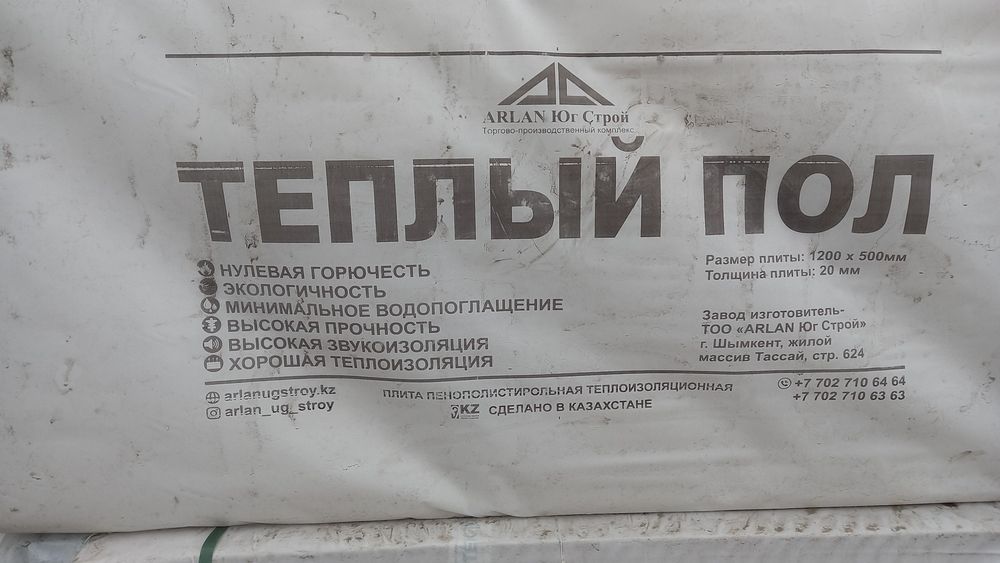 ARLAN Юг Строй
Торгово-производственный комплекс
ТЕПЛЫЙ ПОЛ
НУЛЕВАЯ ГОРЮЧЕСТЬ
ЭКОЛОГИЧНОСТЬ
МИНИМАЛЬНОЕ ВОДОПОГЛАЩЕНИЕ
ВЫСОКАЯ ПРОЧНОСТЬ
ВЫСОКАЯ ЗВУКОИЗОЛЯЦИЯ
ХОРОШАЯ ТЕПЛОИЗОЛЯЦИЯ
Размер плиты: 1200 x 500мм
Толщина плиты: 20 мм
Завод изготовитель-
ТОО «ARLAN Юг Строй»
г. Шымкент, жилой
массив Тассай, стр. 624
arlanugstroy.kz
arlan_ug_stroy
ПЛИТА ПЕНОПОЛИСТИРОЛЬНАЯ ТЕПЛОИЗОЛЯЦИОННАЯ
KZ СДЕЛАНО В КАЗАХСТАНЕ
+7 702 710 64 64
+7 702 710 63 63